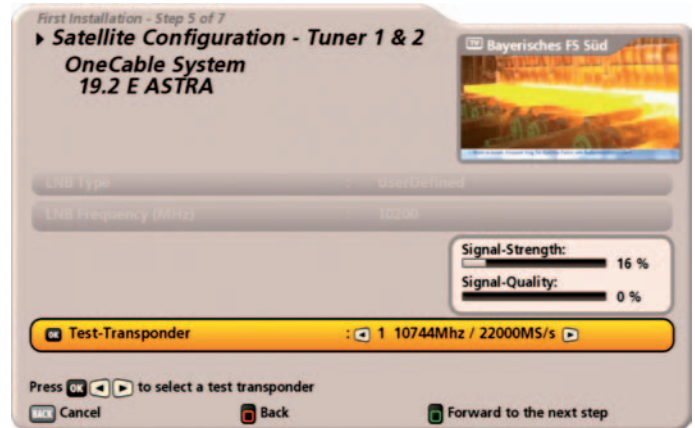 First Installation - Step 5 of 7
Satellite Configuration - Tuner 1 & 2
OneCable System
19.2 E ASTRA
TV Bayerisches FS Süd
LNB Type : UserDefined
LNB Frequency (MHz) : 10200
Signal-Strength:
16 %
Signal-Quality:
0 %
OK Test-Transponder : 1 10744Mhz / 22000MS/s
Press OK to select a test transponder
BACK Cancel Back Forward to the next step